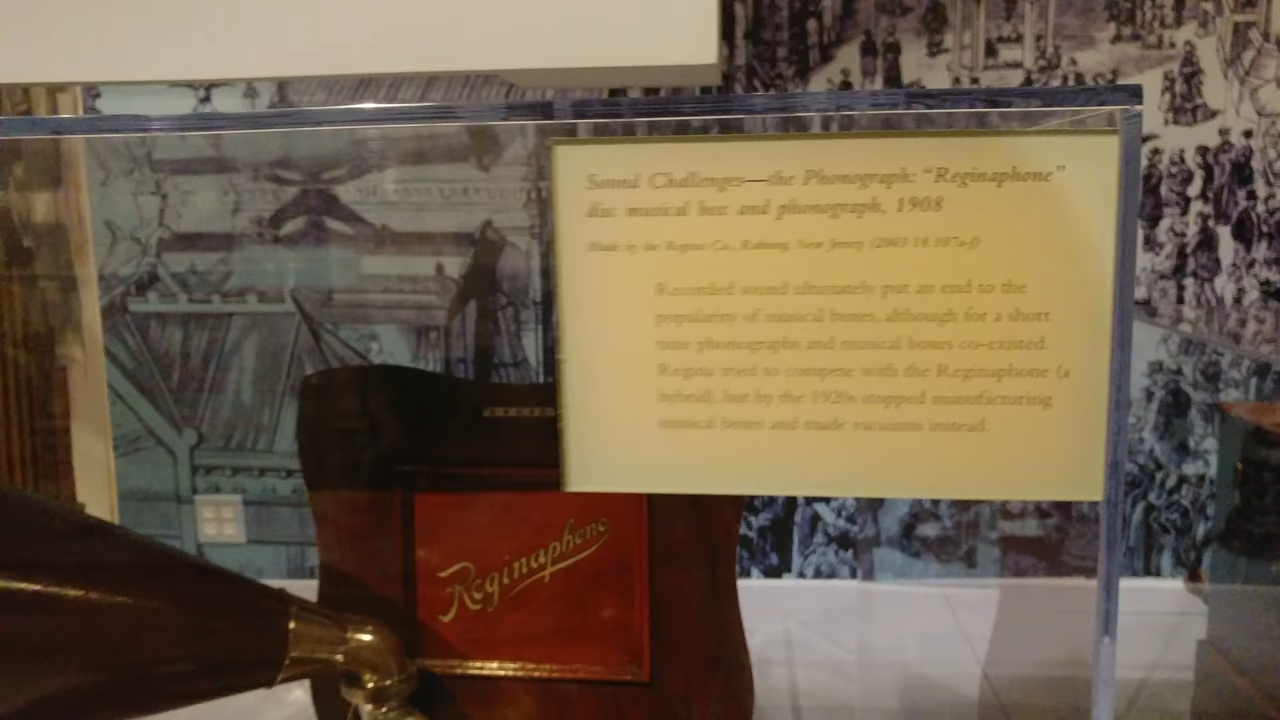 Sound Challenges—the Phonograph: "Reginaphone"
disc musical box and phonograph, 1908
Made by the Regina Co., Rahway, New Jersey (2003.18.107a-f)
Recorded sound ultimately put an end to the
popularity of musical boxes, although for a short
time phonographs and musical boxes co-existed.
Regina tried to compete with the Reginaphone (a
hybrid), but by the 1920s stopped manufacturing
musical boxes and made vacuums instead.
Reginaphone